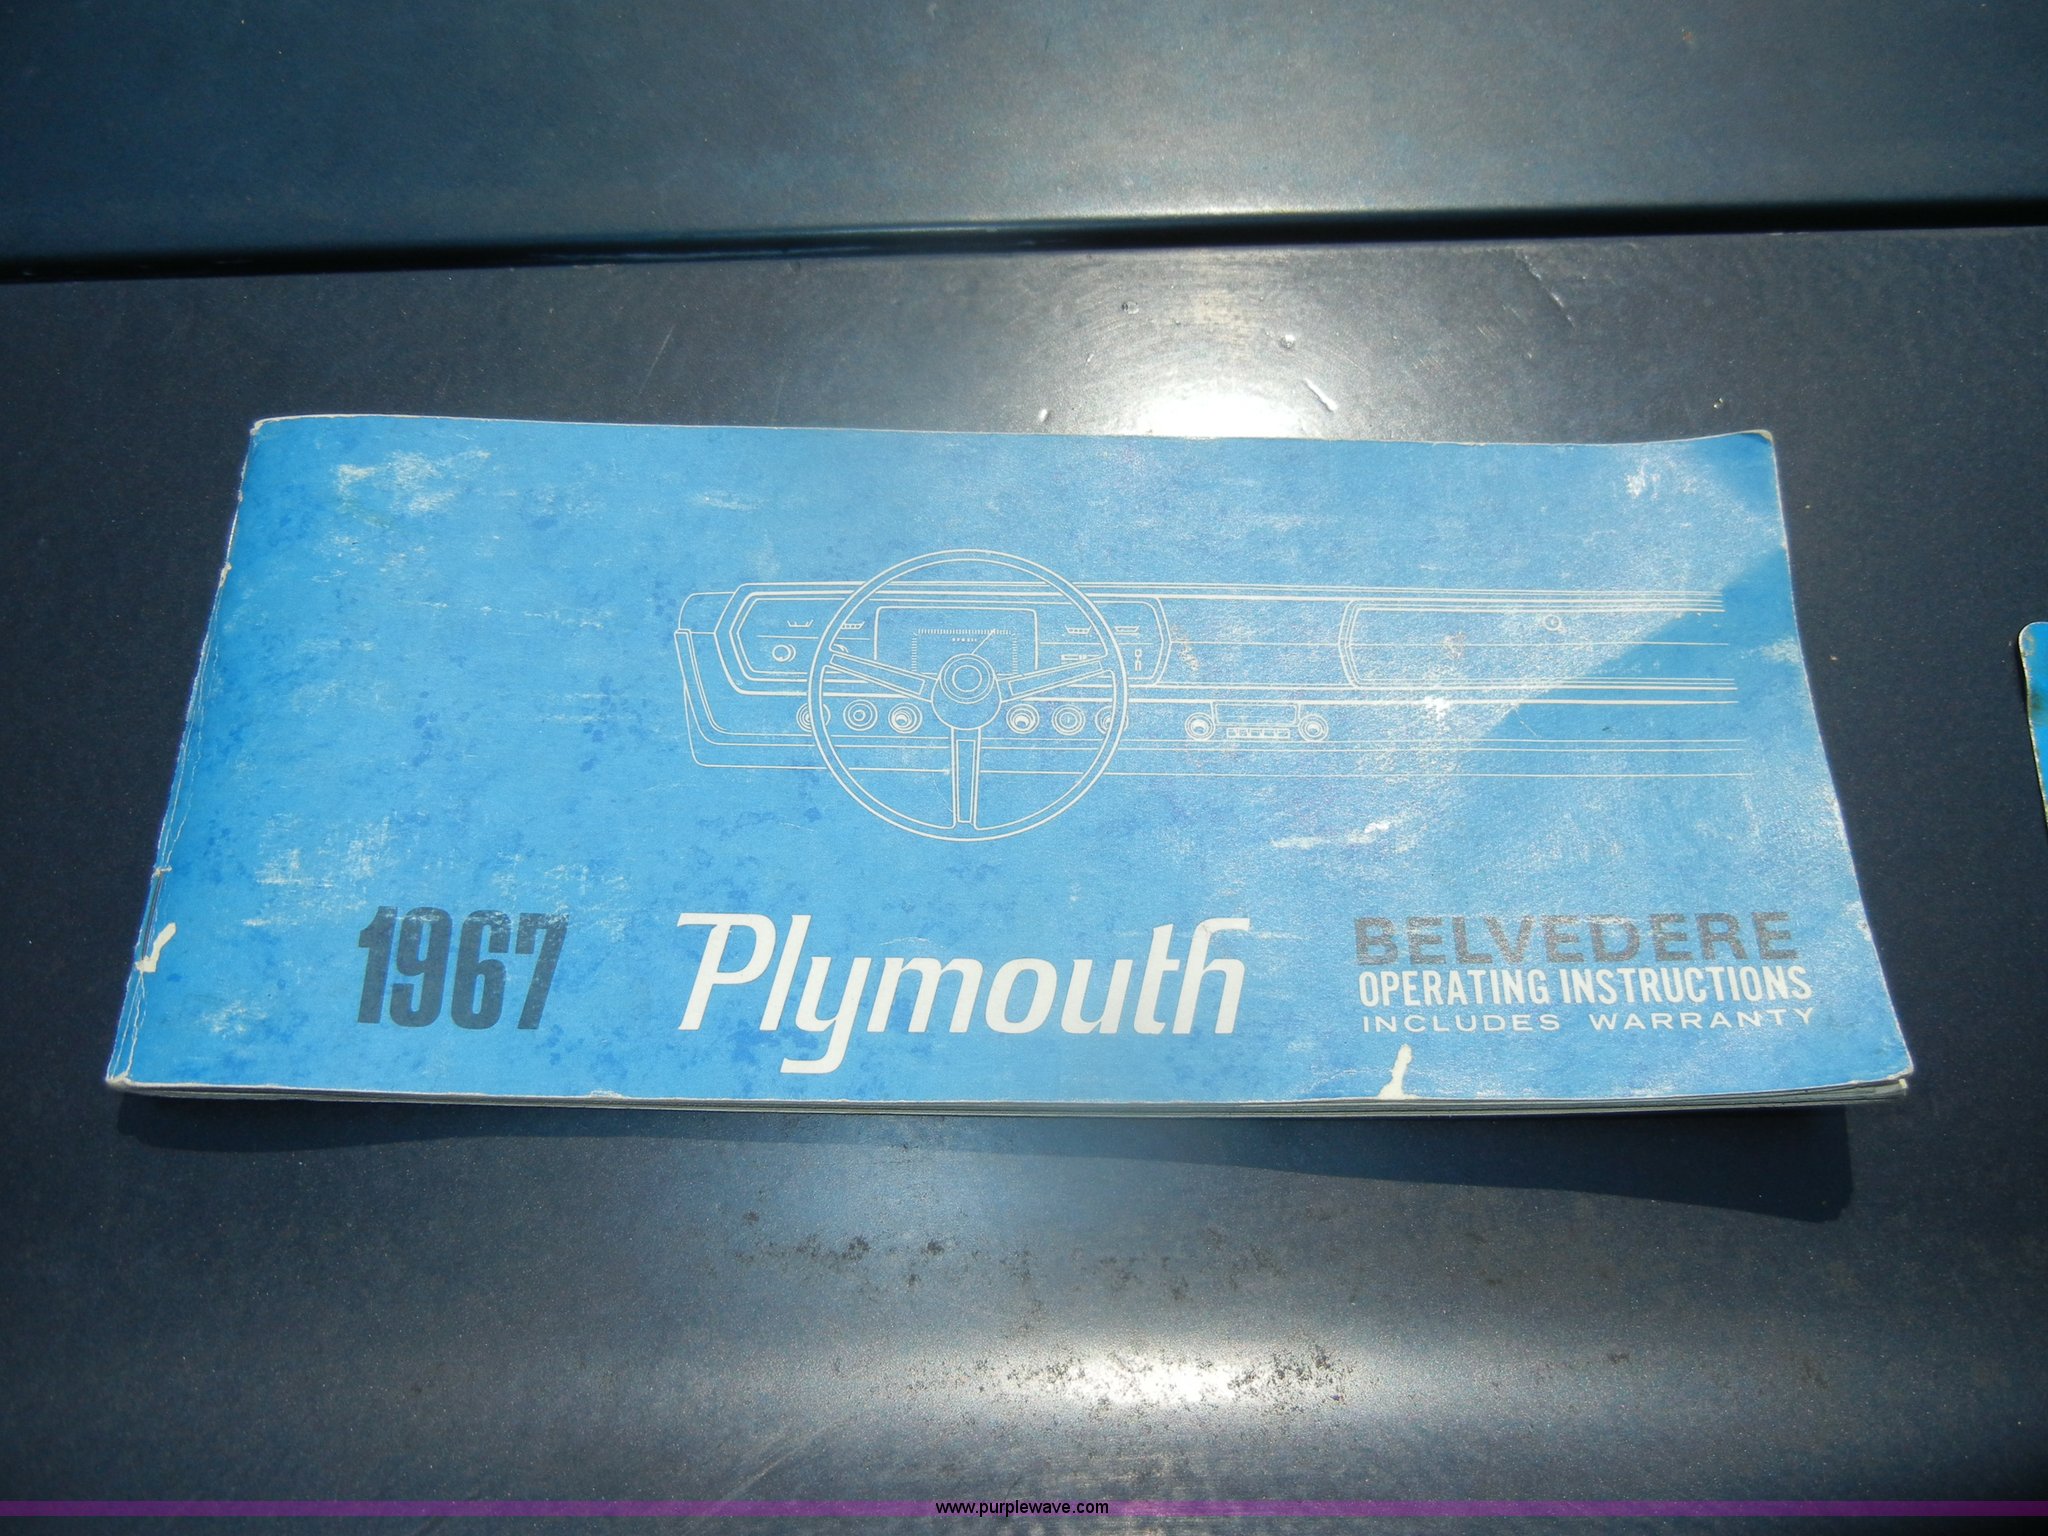 1967 Plymouth BELVEDERE
OPERATING INSTRUCTIONS
INCLUDES WARRANTY
www.purplewave.com